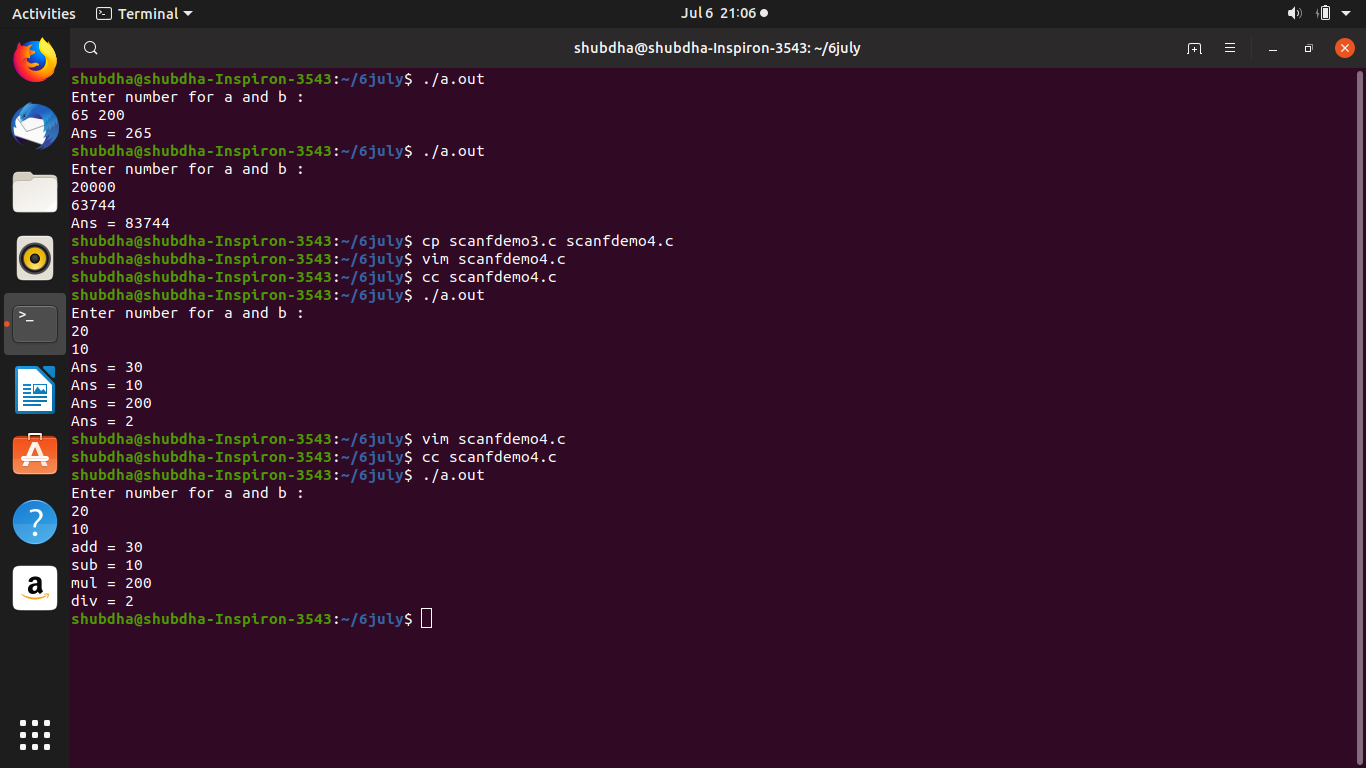 Activities Terminal Jul 6 21:06
shubdha@shubdha-Inspiron-3543: ~/6july
shubdha@shubdha-Inspiron-3543:~/6july$ ./a.out
Enter number for a and b :
65 200
Ans = 265
shubdha@shubdha-Inspiron-3543:~/6july$ ./a.out
Enter number for a and b :
20000
63744
Ans = 83744
shubdha@shubdha-Inspiron-3543:~/6july$ cp scanfdemo3.c scanfdemo4.c
shubdha@shubdha-Inspiron-3543:~/6july$ vim scanfdemo4.c
shubdha@shubdha-Inspiron-3543:~/6july$ cc scanfdemo4.c
shubdha@shubdha-Inspiron-3543:~/6july$ ./a.out
Enter number for a and b :
20
10
Ans = 30
Ans = 10
Ans = 200
Ans = 2
shubdha@shubdha-Inspiron-3543:~/6july$ vim scanfdemo4.c
shubdha@shubdha-Inspiron-3543:~/6july$ cc scanfdemo4.c
shubdha@shubdha-Inspiron-3543:~/6july$ ./a.out
Enter number for a and b :
20
10
add = 30
sub = 10
mul = 200
div = 2
shubdha@shubdha-Inspiron-3543:~/6july$